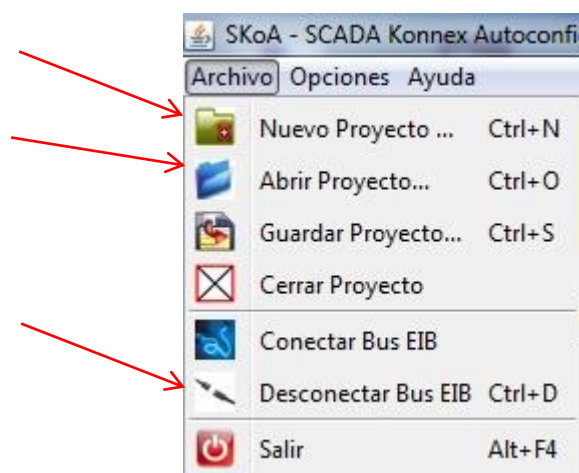 SKoA - SCADA Konnex Autoconfi
Archivo Opciones Ayuda
Nuevo Proyecto ... Ctrl+N
Abrir Proyecto... Ctrl+O
Guardar Proyecto... Ctrl+S
Cerrar Proyecto
Conectar Bus EIB
Desconectar Bus EIB Ctrl+D
Salir Alt+F4